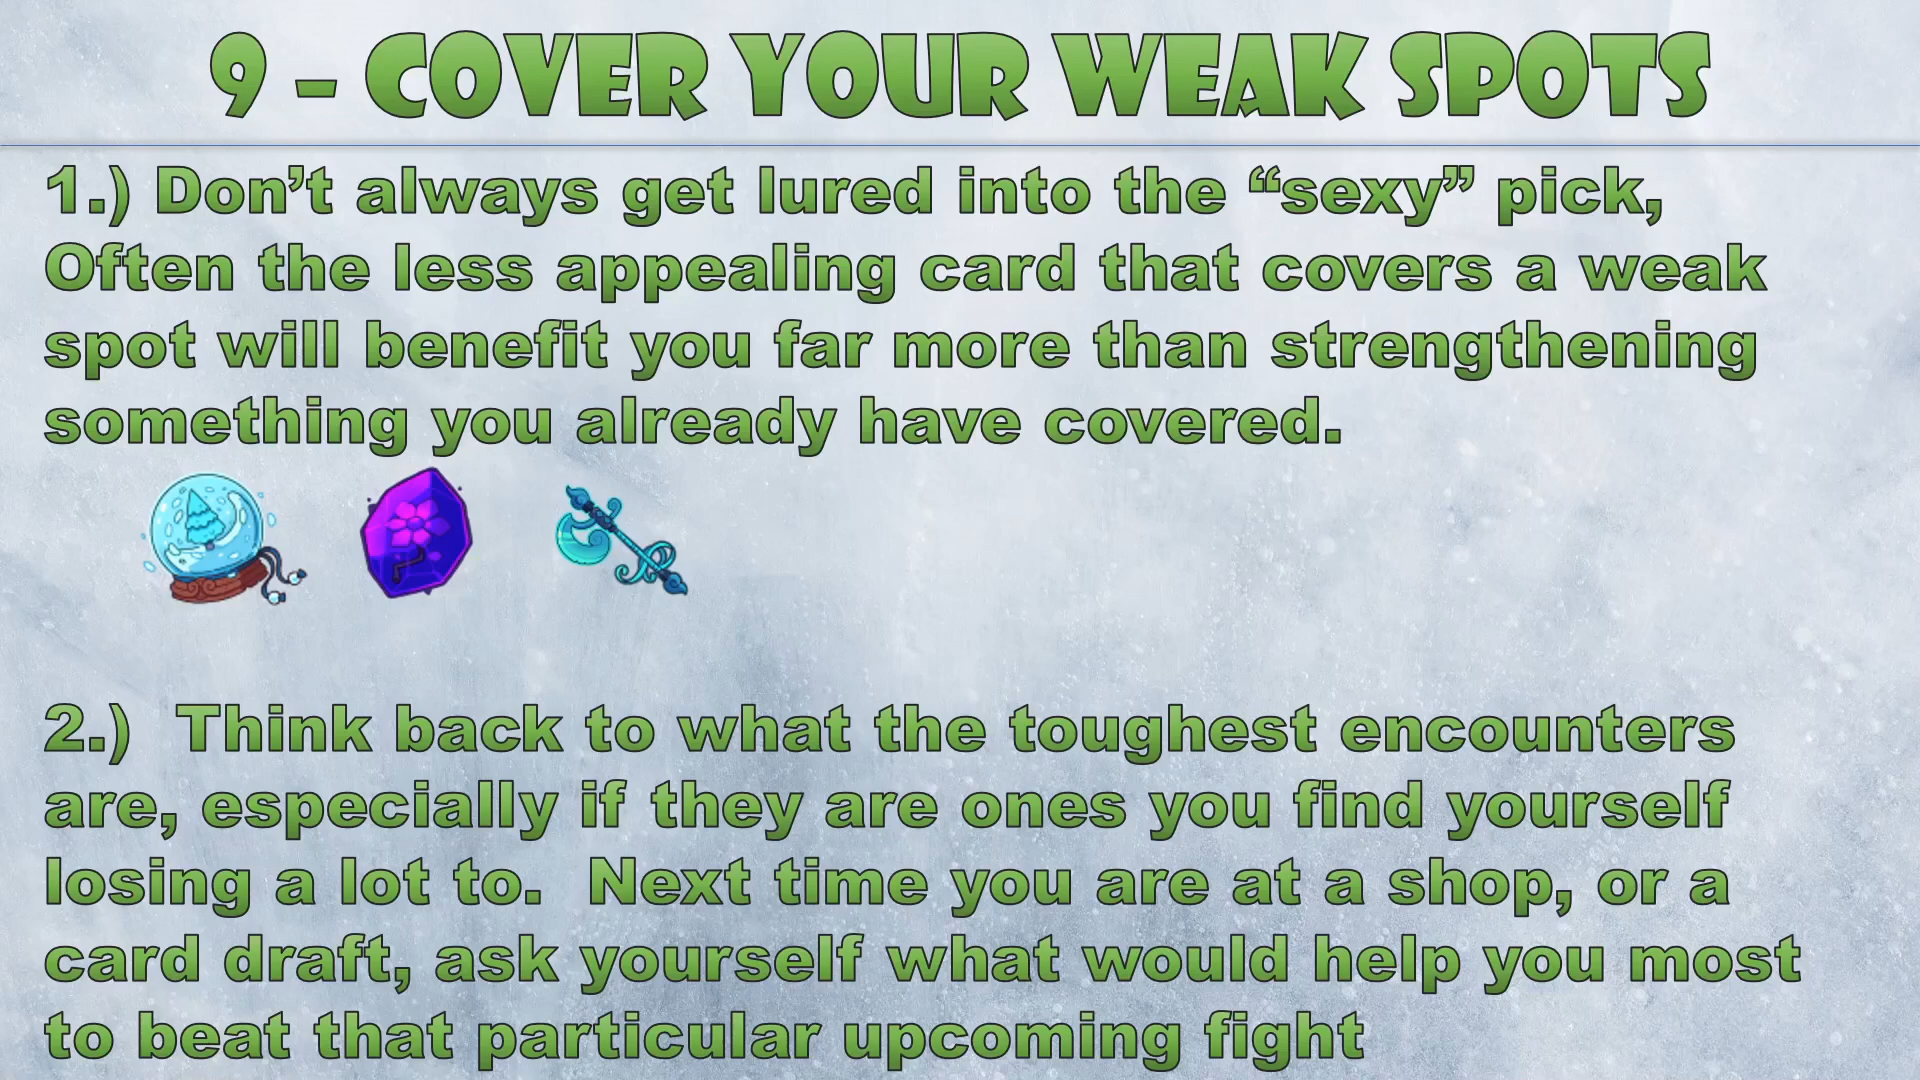 9 – COVER YOUR WEAK SPOTS
1.) Don’t always get lured into the “sexy” pick,
Often the less appealing card that covers a weak
spot will benefit you far more than strengthening
something you already have covered.
2.)  Think back to what the toughest encounters
are, especially if they are ones you find yourself
losing a lot to.  Next time you are at a shop, or a
card draft, ask yourself what would help you most
to beat that particular upcoming fight